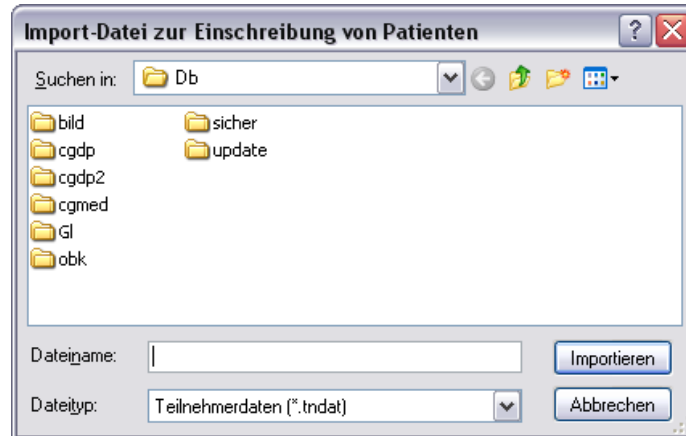 Import-Datei zur Einschreibung von Patienten
Suchen in: Db
bild sicher
cgdp update
cgdp2
cgmed
GI
obk
Dateiname: Importieren
Dateityp: Teilnehmerdaten (*.tndat) Abbrechen